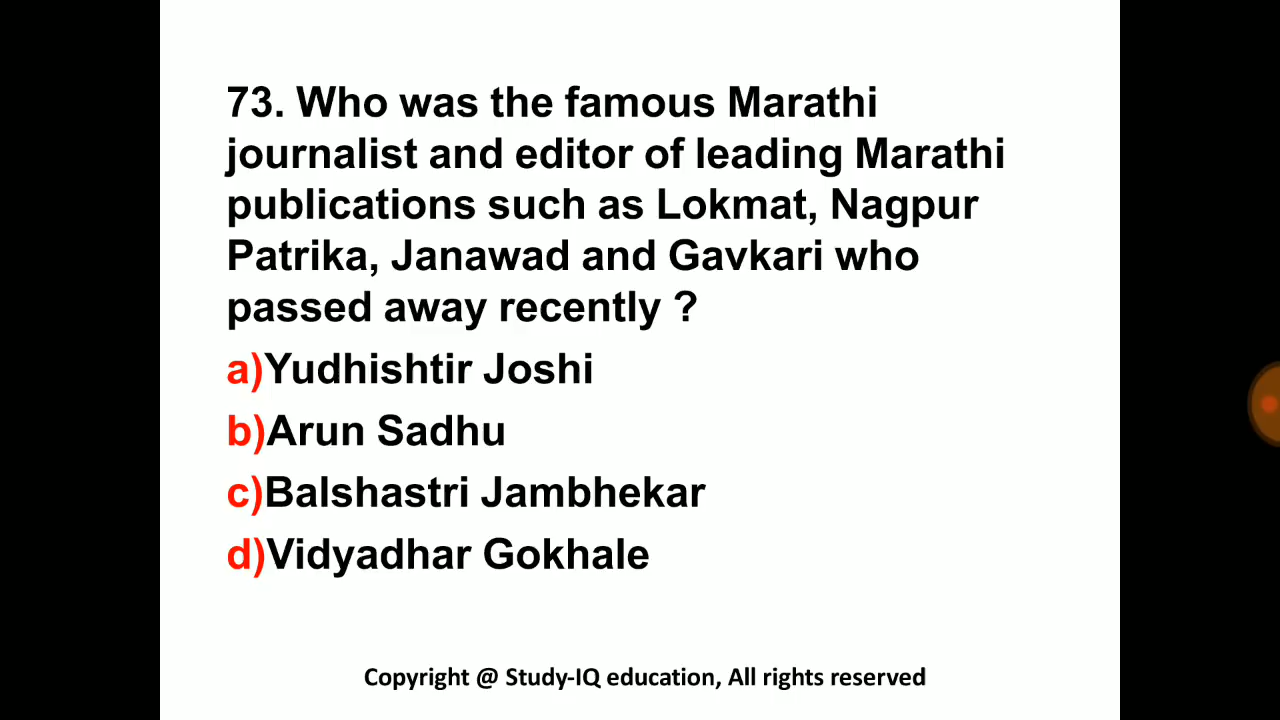 73. Who was the famous Marathi
journalist and editor of leading Marathi
publications such as Lokmat, Nagpur
Patrika, Janawad and Gavkari who
passed away recently ?
a)Yudhishtir Joshi
b)Arun Sadhu
c)Balshastri Jambhekar
d)Vidyadhar Gokhale
Copyright @ Study-IQ education, All rights reserved